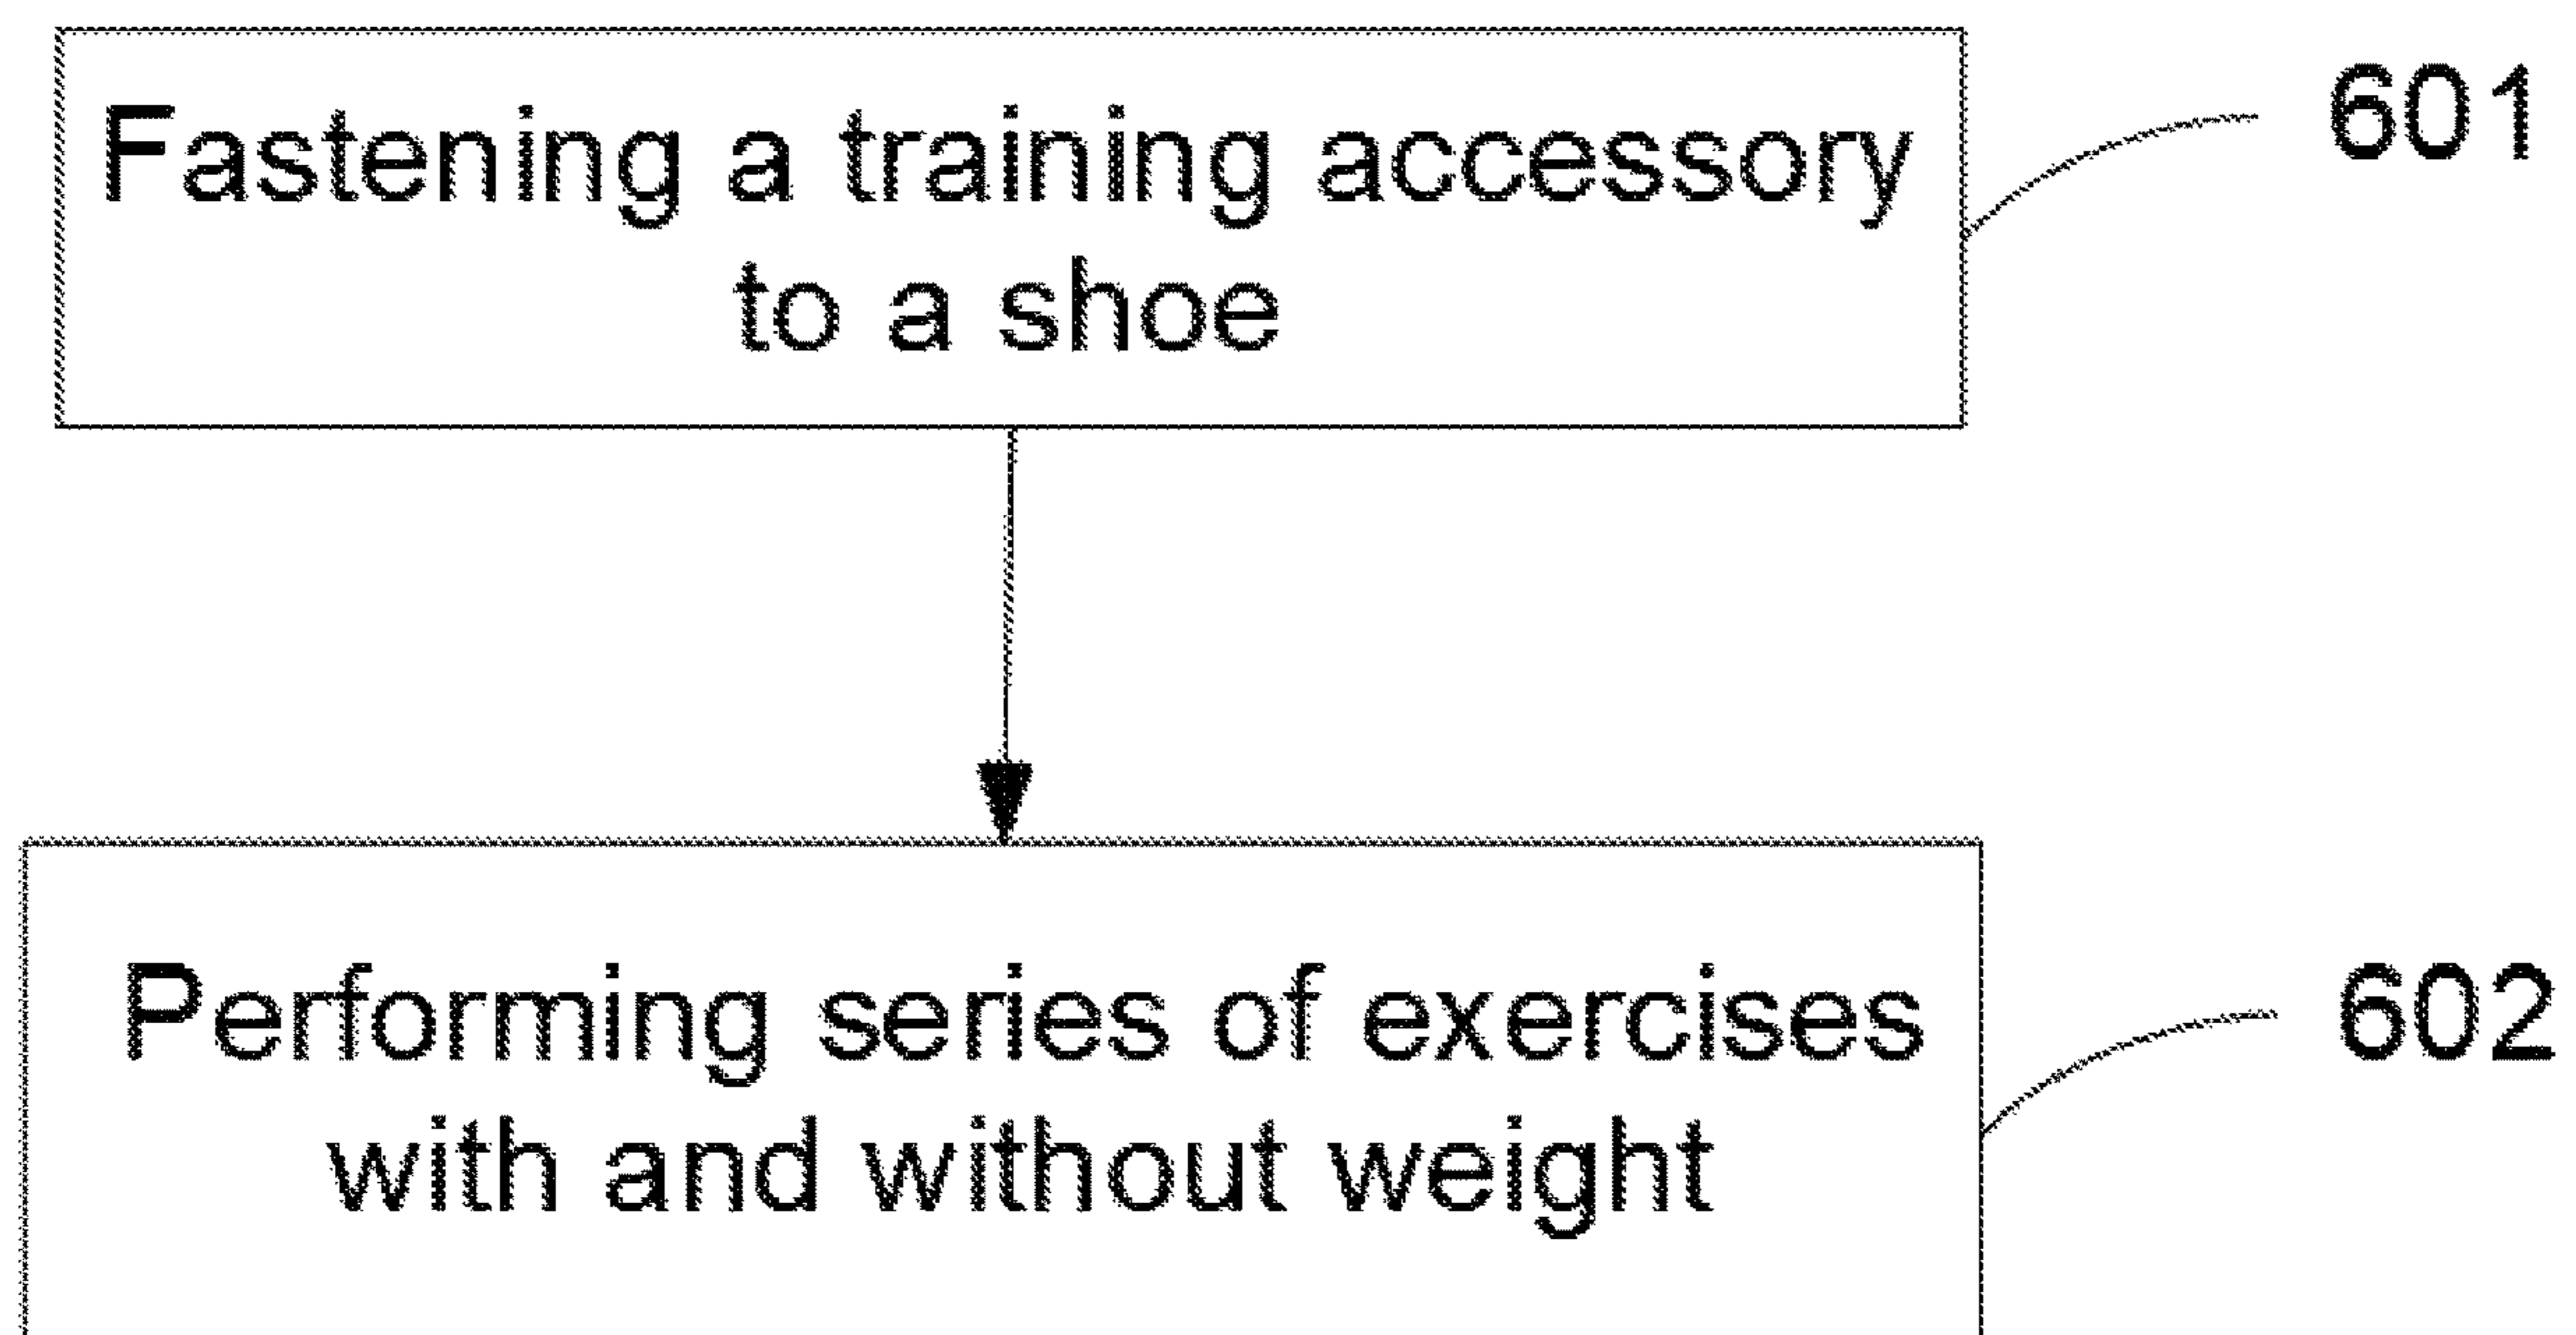 Fastening a training accessory
to a shoe
601
Performing series of exercises
with and without weight
602